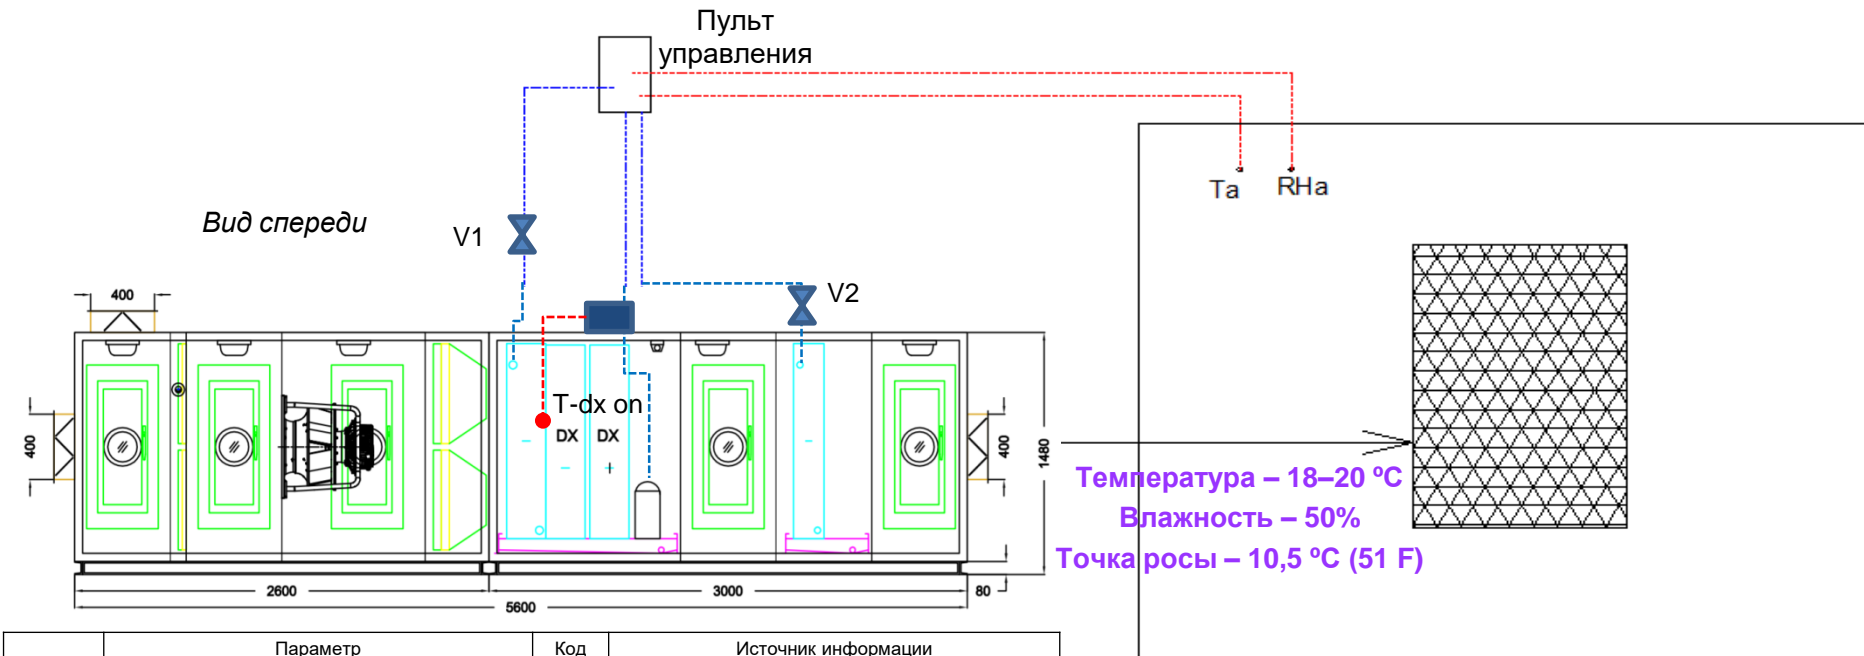 Пульт
управления
Ta
RHa
Вид спереди
V1
V2
400
400
T-dx on
DX
DX
400
1480
Температура – 18–20 ºC
Влажность – 50%
Точка росы – 10,5 ºC (51 F)
2600
3000
80
5600
Параметр
Код
Источник информации